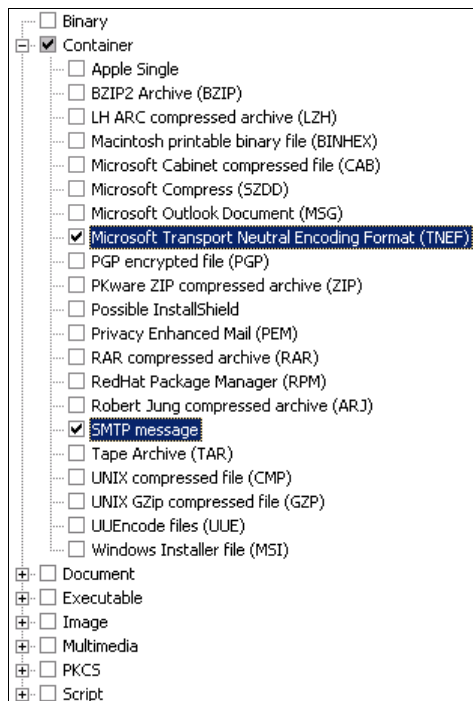 Binary
Container
Apple Single
BZIP2 Archive (BZIP)
LH ARC compressed archive (LZH)
Macintosh printable binary file (BINHEX)
Microsoft Cabinet compressed file (CAB)
Microsoft Compress (SZDD)
Microsoft Outlook Document (MSG)
Microsoft Transport Neutral Encoding Format (TNEF)
PGP encrypted file (PGP)
PKware ZIP compressed archive (ZIP)
Possible InstallShield
Privacy Enhanced Mail (PEM)
RAR compressed archive (RAR)
RedHat Package Manager (RPM)
Robert Jung compressed archive (ARJ)
SMTP message
Tape Archive (TAR)
UNIX compressed file (CMP)
UNIX GZip compressed file (GZP)
UUEncode files (UUE)
Windows Installer file (MSI)
Document
Executable
Image
Multimedia
PKCS
Script